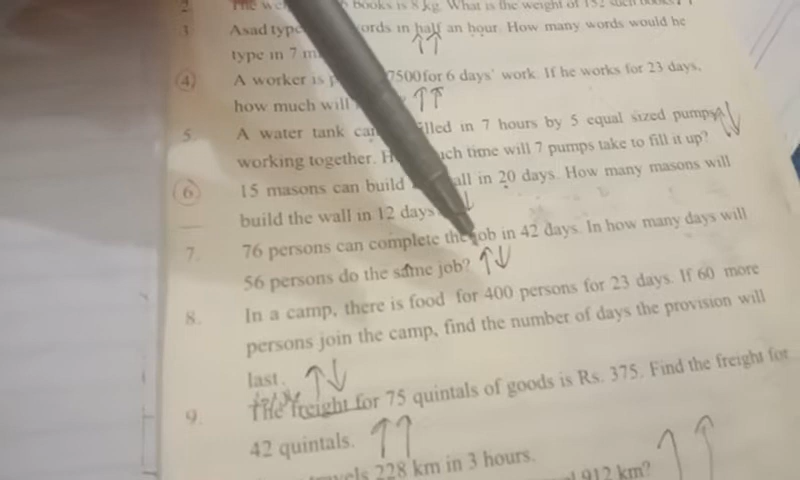 2. The books is 8 kg. What is the weight of 152 such books?
3. Asad type ords in half an hour. How many words would he
type in 7 m
4. A worker is 7500 for 6 days' work. If he works for 23 days,
how much will
5. A water tank can lled in 7 hours by 5 equal sized pumps
working together. H ch time will 7 pumps take to fill it up?
6. 15 masons can build all in 20 days. How many masons will
build the wall in 12 days
7. 76 persons can complete the job in 42 days. In how many days will
56 persons do the same job?
8. In a camp, there is food for 400 persons for 23 days. If 60 more
persons join the camp, find the number of days the provision will
last.
9. The freight for 75 quintals of goods is Rs. 375. Find the freight for
42 quintals.
vels 228 km in 3 hours.
912 km?